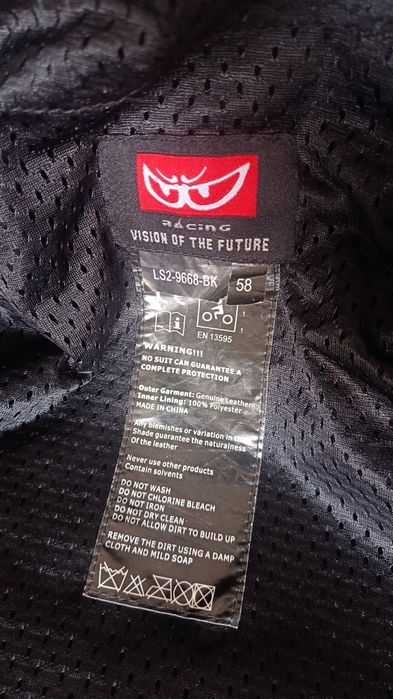 RACING
VISION OF THE FUTURE
LS2-9668-BK 58
1
1
EN 13595
WARNING!!!
NO SUIT CAN GUARANTEE A
COMPLETE PROTECTION
Outer Garment: Genuine Leather
Inner Lining: 100% Polyester
MADE IN CHINA
Any blemishes or variation in
Shade guarantee the naturalness
Of the leather
Never use other products
Contain solvents
DO NOT WASH
DO NOT CHLORINE BLEACH
DO NOT IRON
DO NOT DRY CLEAN
DO NOT ALLOW DIRT TO BUILD UP
REMOVE THE DIRT USING A DAMP
CLOTH AND MILD SOAP